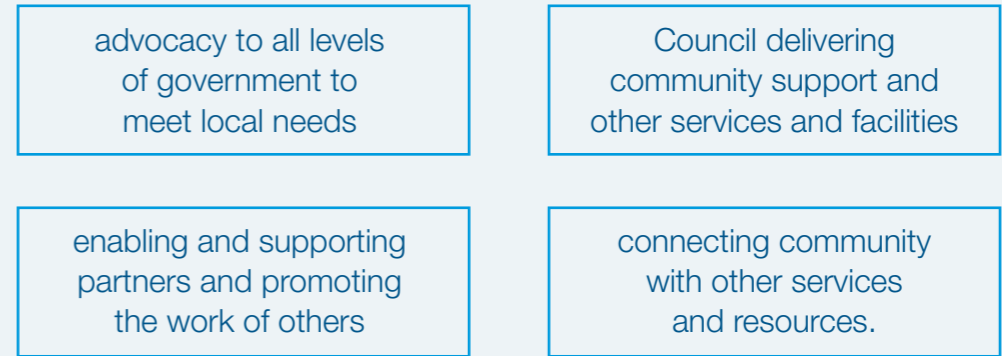 advocacy to all levels
of government to
meet local needs
Council delivering
community support and
other services and facilities
enabling and supporting
partners and promoting
the work of others
connecting community
with other services
and resources.